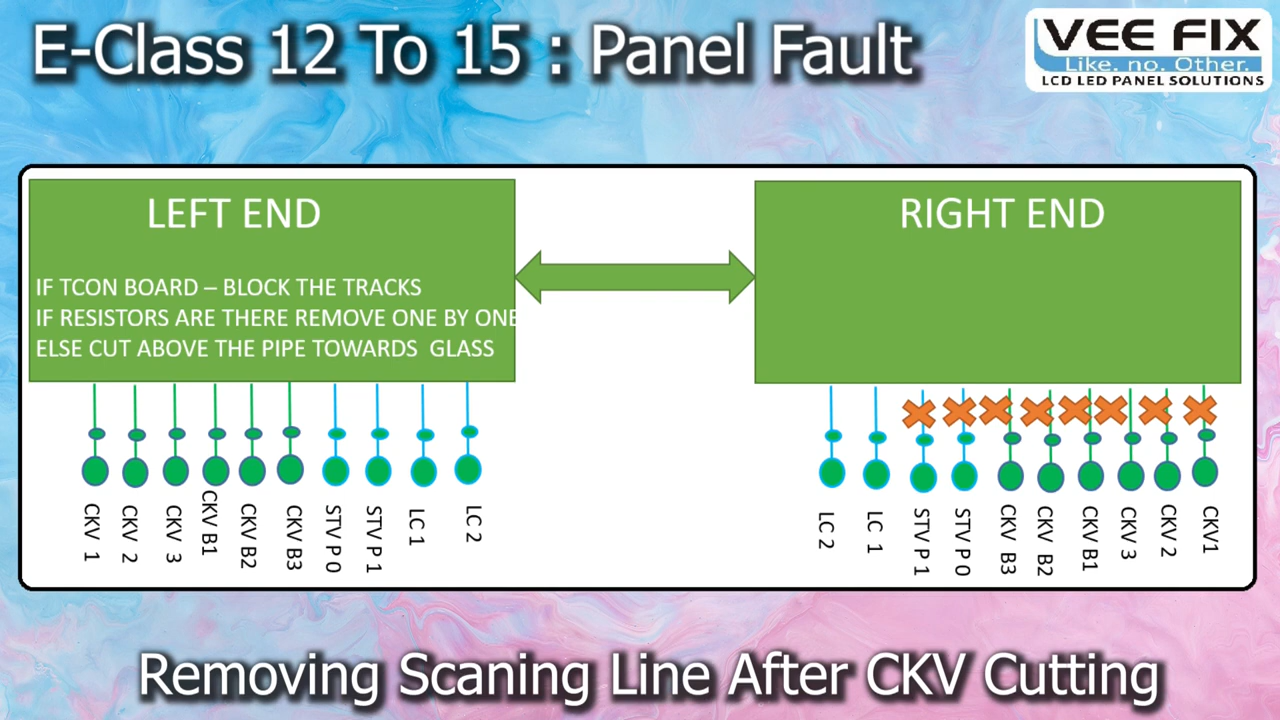 E-Class 12 To 15 : Panel Fault
VEE FIX
Like. no. Other.
LCD LED PANEL SOLUTIONS
LEFT END
IF TCON BOARD – BLOCK THE TRACKS
IF RESISTORS ARE THERE REMOVE ONE BY ONE
ELSE CUT ABOVE THE PIPE TOWARDS GLASS
RIGHT END
CKV 1
CKV 2
CKV 3
CKV B1
CKV B2
CKV B3
STV P 0
STV P 1
LC 1
LC 2
LC 2
LC 1
STV P 1
STV P 0
CKV B3
CKV B2
CKV B1
CKV 3
CKV 2
CKV1
Removing Scaning Line After CKV Cutting